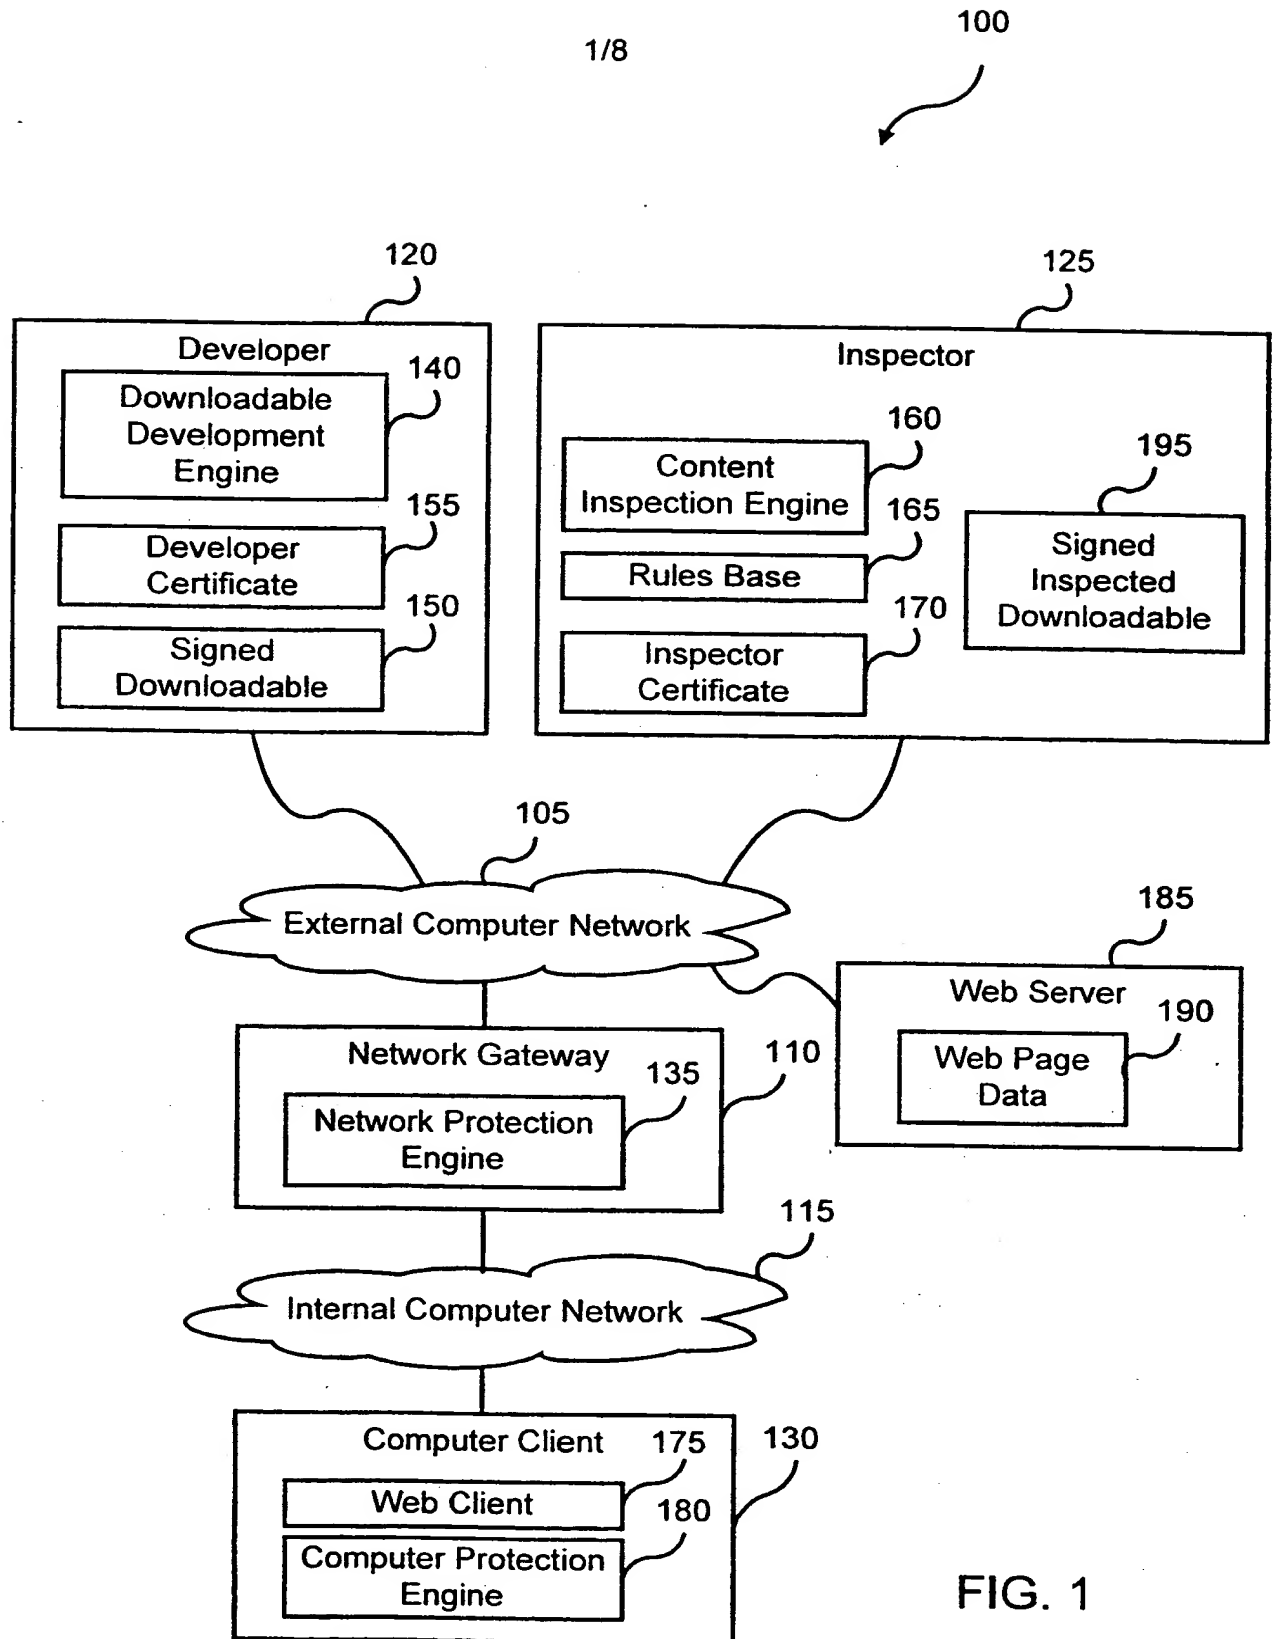 100
1/8
120
125
Developer
140
Downloadable
Development
Engine
155
Developer
Certificate
150
Signed
Downloadable
Inspector
160
Content
Inspection Engine
165
Rules Base
170
Inspector
Certificate
195
Signed
Inspected
Downloadable
105
External Computer Network
185
Web Server
190
Web Page
Data
Network Gateway
135
110
Network Protection
Engine
115
Internal Computer Network
Computer Client
175
130
Web Client
180
Computer Protection
Engine
FIG. 1